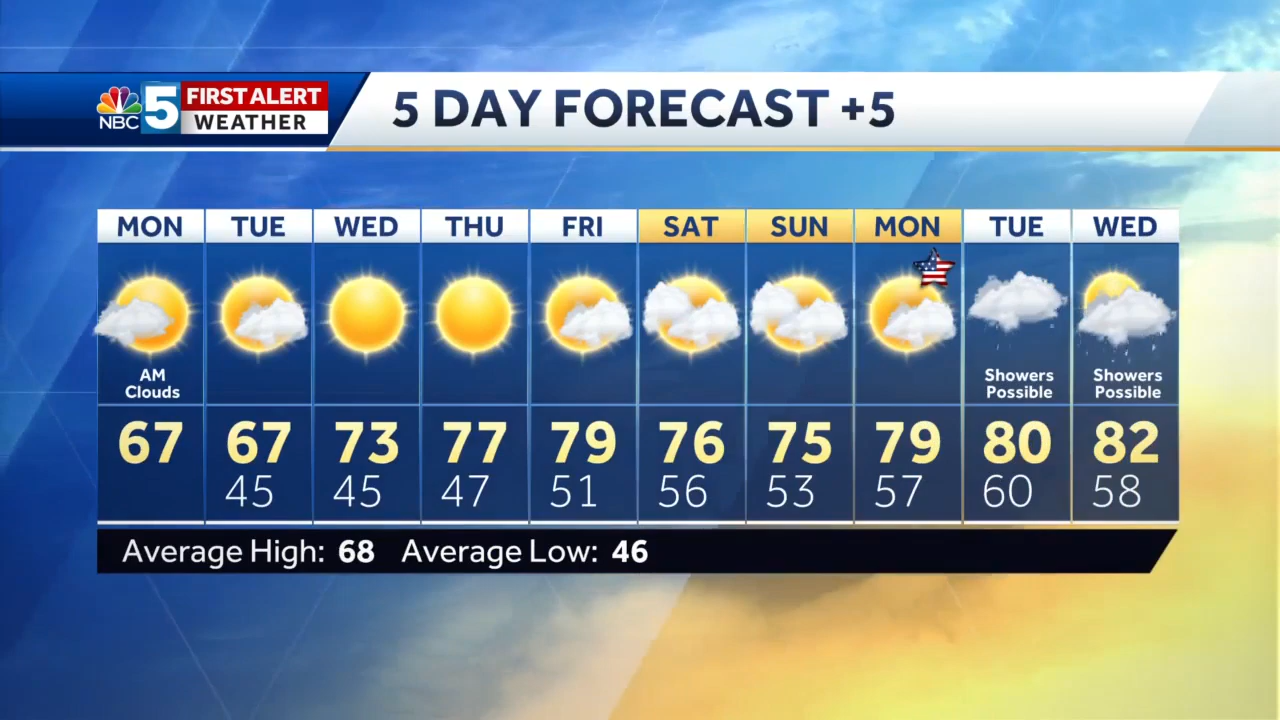 NBC 5 FIRST ALERT WEATHER
5 DAY FORECAST +5
MON TUE WED THU FRI SAT SUN MON TUE WED
AM Clouds
Showers Possible
Showers Possible
67 67 73 77 79 76 75 79 80 82
45 45 47 51 56 53 57 60 58
Average High: 68 Average Low: 46